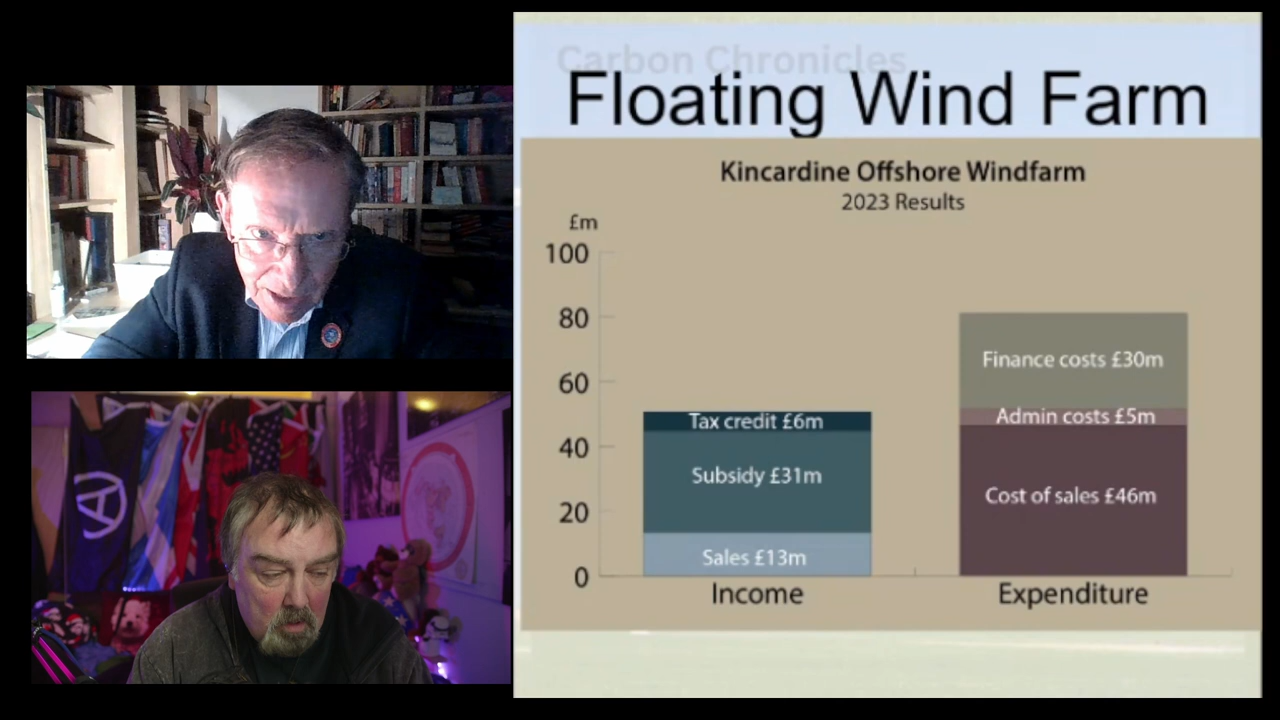 Carbon Chronicles
Floating Wind Farm
Kincardine Offshore Windfarm
2023 Results
£m
100
80
60
40
20
0
Tax credit £6m
Subsidy £31m
Sales £13m
Income
Finance costs £30m
Admin costs £5m
Cost of sales £46m
Expenditure